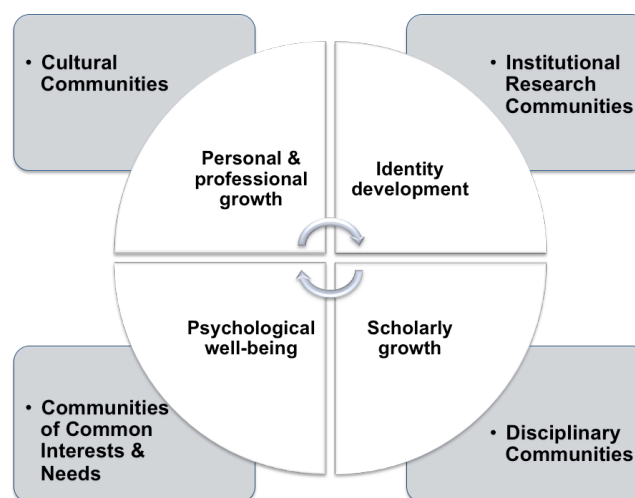 • Cultural
Communities
• Institutional
Research
Communities
Personal &
professional
growth
Identity
development
Psychological
well-being
Scholarly
growth
• Communities
of Common
Interests &
Needs
• Disciplinary
Communities